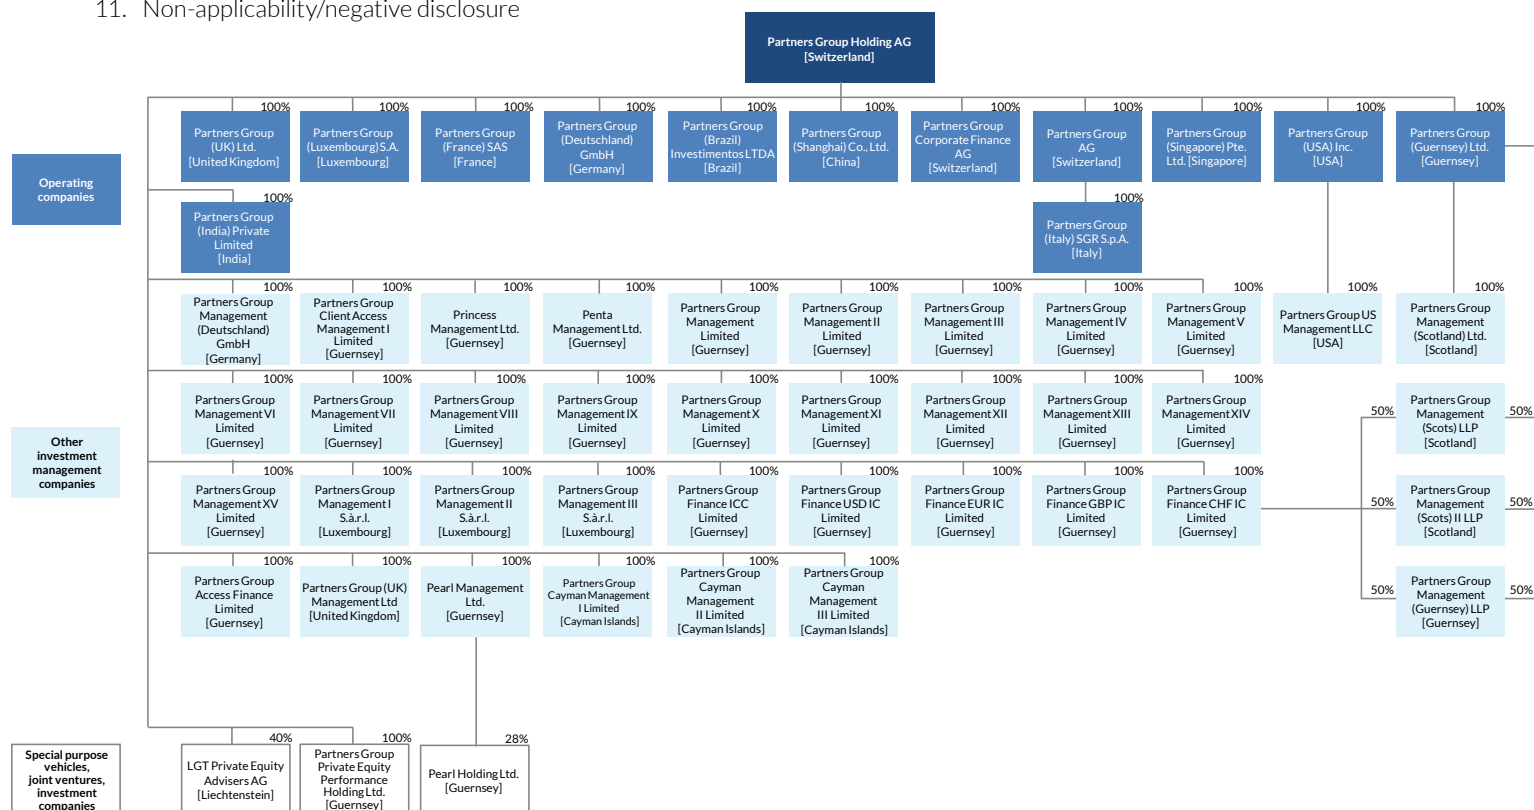 11. Non-applicability/negative disclosure
Partners Group Holding AG
[Switzerland]
100%
100%
100%
100%
100%
100%
100%
100%
100%
100%
100%
Operating
companies
Partners Group
(UK) Ltd.
[United Kingdom]
Partners Group
(Luxembourg) S.A.
[Luxembourg]
Partners Group
(France) SAS
[France]
Partners Group
(Deutschland)
GmbH
[Germany]
Partners Group
(Brazil)
Investimentos LTDA
[Brazil]
Partners Group
(Shanghai) Co., Ltd.
[China]
Partners Group
Corporate Finance
AG
[Switzerland]
Partners Group
AG
[Switzerland]
Partners Group
(Singapore) Pte.
Ltd. [Singapore]
Partners Group
(USA) Inc.
[USA]
Partners Group
(Guernsey) Ltd.
[Guernsey]
100%
100%
Partners Group
(India) Private
Limited
[India]
Partners Group
(Italy) SGR S.p.A.
[Italy]
100%
100%
100%
100%
100%
100%
100%
100%
100%
100%
100%
Partners Group
Management
(Deutschland)
GmbH
[Germany]
Partners Group
Client Access
Management I
Limited
[Guernsey]
Princess
Management Ltd.
[Guernsey]
Penta
Management Ltd.
[Guernsey]
Partners Group
Management
Limited
[Guernsey]
Partners Group
Management II
Limited
[Guernsey]
Partners Group
Management III
Limited
[Guernsey]
Partners Group
Management IV
Limited
[Guernsey]
Partners Group
Management V
Limited
[Guernsey]
Partners Group US
Management LLC
[USA]
Partners Group
Management
(Scotland) Ltd.
[Scotland]
100%
100%
100%
100%
100%
100%
100%
100%
100%
Partners Group
Management VI
Limited
[Guernsey]
Partners Group
Management VII
Limited
[Guernsey]
Partners Group
Management VIII
Limited
[Guernsey]
Partners Group
Management IX
Limited
[Guernsey]
Partners Group
Management X
Limited
[Guernsey]
Partners Group
Management XI
Limited
[Guernsey]
Partners Group
Management XII
Limited
[Guernsey]
Partners Group
Management XIII
Limited
[Guernsey]
Partners Group
Management XIV
Limited
[Guernsey]
50%
Partners Group
Management
(Scots) LLP
[Scotland]
50%
Other
investment
management
companies
100%
100%
100%
100%
100%
100%
100%
100%
100%
Partners Group
Management XV
Limited
[Guernsey]
Partners Group
Management I
S.à.r.l.
[Luxembourg]
Partners Group
Management II
S.à.r.l.
[Luxembourg]
Partners Group
Management III
S.à.r.l.
[Luxembourg]
Partners Group
Finance ICC
Limited
[Guernsey]
Partners Group
Finance USD IC
Limited
[Guernsey]
Partners Group
Finance EUR IC
Limited
[Guernsey]
Partners Group
Finance GBP IC
Limited
[Guernsey]
Partners Group
Finance CHF IC
Limited
[Guernsey]
50%
Partners Group
Management
(Scots) II LLP
[Scotland]
50%
100%
100%
100%
100%
100%
100%
Partners Group
Access Finance
Limited
[Guernsey]
Partners Group (UK)
Management Ltd
[United Kingdom]
Pearl Management
Ltd.
[Guernsey]
Partners Group
Cayman Management
I Limited
[Cayman Islands]
Partners Group
Cayman
Management
II Limited
[Cayman Islands]
Partners Group
Cayman
Management
III Limited
[Cayman Islands]
50%
Partners Group
Management
(Guernsey) LLP
[Guernsey]
50%
40%
100%
28%
Special purpose
vehicles,
joint ventures,
investment
companies
LGT Private Equity
Advisers AG
[Liechtenstein]
Partners Group
Private Equity
Performance
Holding Ltd.
[Guernsey]
Pearl Holding Ltd.
[Guernsey]